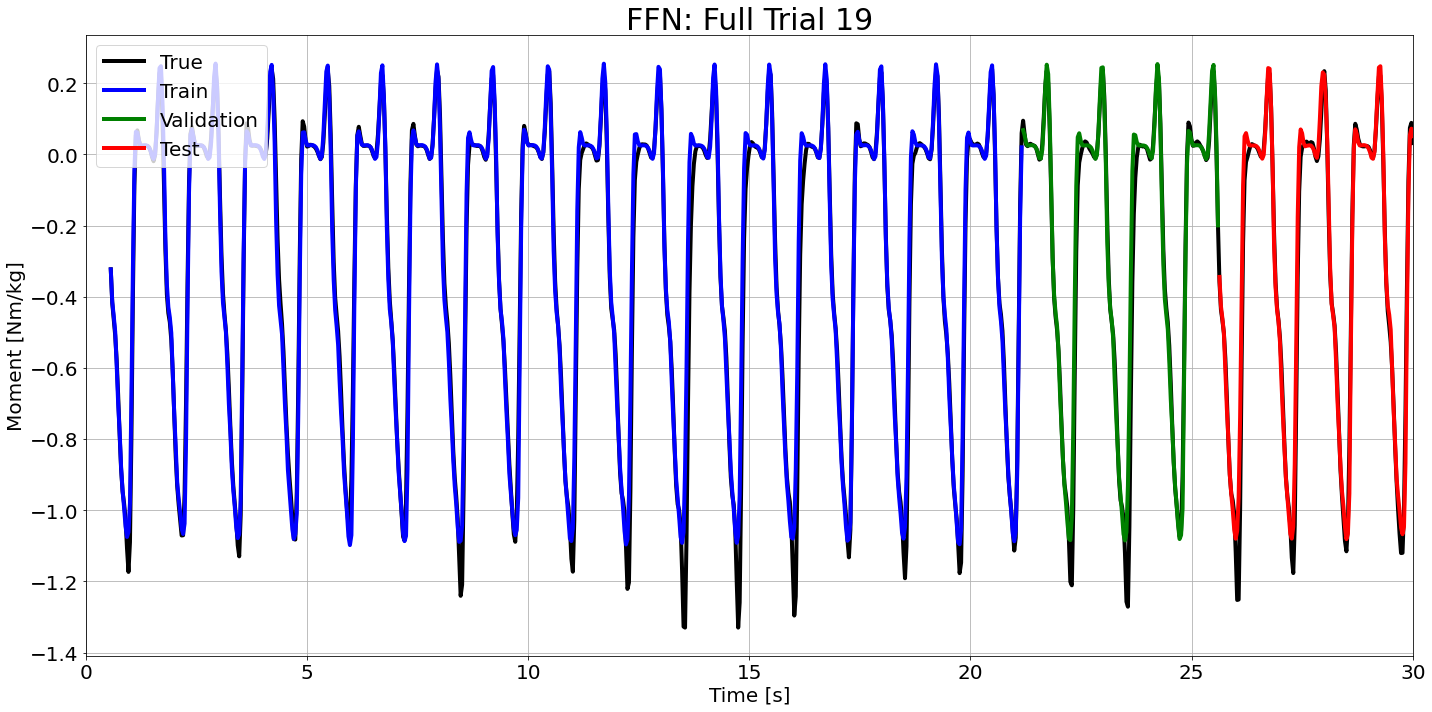 FFN: Full Trial 19
True
Train
Validation
Test
0.2
0.0
−0.2
−0.4
−0.6
−0.8
−1.0
−1.2
−1.4
Moment [Nm/kg]
0 5 10 15 20 25 30
Time [s]